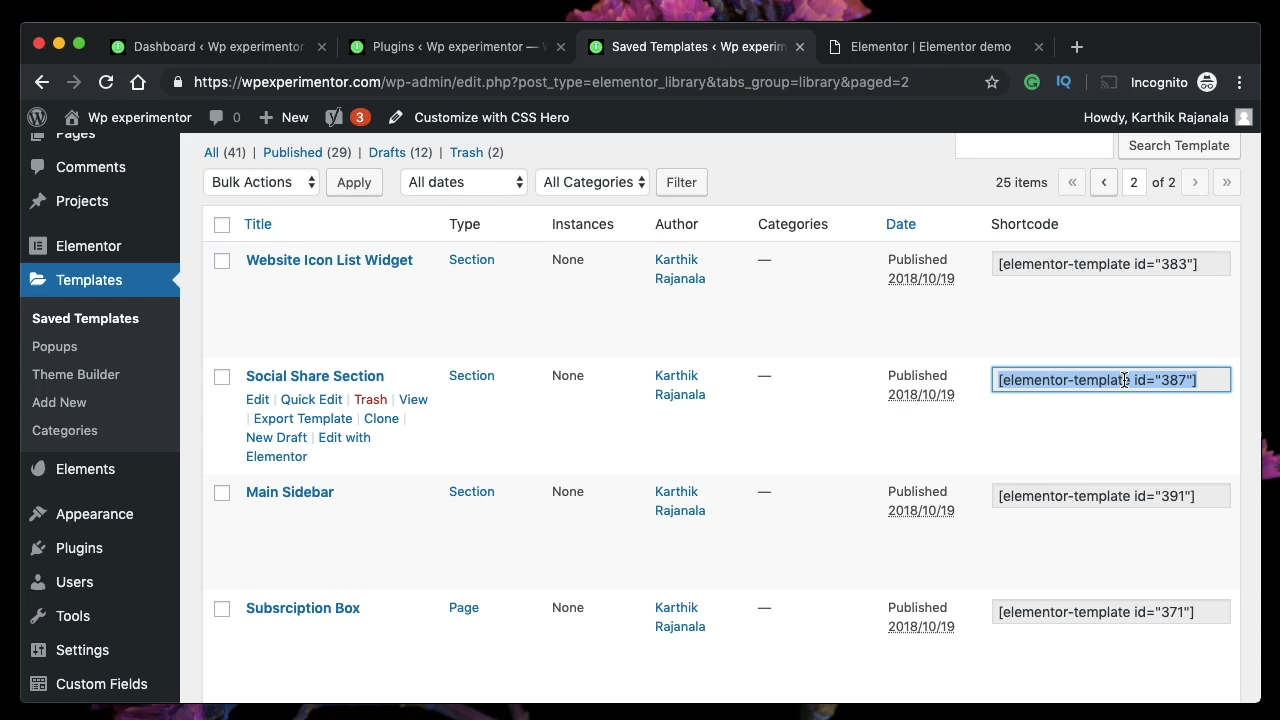 Dashboard ‹ Wp experimentor
Plugins ‹ Wp experimentor —
Saved Templates ‹ Wp experim
Elementor | Elementor demo
https://wpexperimentor.com/wp-admin/edit.php?post_type=elementor_library&tabs_group=library&paged=2
IQ
Incognito
Wp experimentor
0
New
3
Customize with CSS Hero
Howdy, Karthik Rajanala
Pages
Comments
Projects
Elementor
Templates
Saved Templates
Popups
Theme Builder
Add New
Categories
Elements
Appearance
Plugins
Users
Tools
Settings
Custom Fields
All (41) | Published (29) | Drafts (12) | Trash (2)
Search Template
Bulk Actions
Apply
All dates
All Categories
Filter
25 items
«
‹
2 of 2
›
»
Title Type Instances Author Categories Date Shortcode
Website Icon List Widget Section None Karthik — Published [elementor-template id="383"]
Rajanala 2018/10/19
Social Share Section Section None Karthik — Published [elementor-template id="387"]
Rajanala 2018/10/19
Edit | Quick Edit | Trash | View
| Export Template | Clone |
New Draft | Edit with
Elementor
Main Sidebar Section None Karthik — Published [elementor-template id="391"]
Rajanala 2018/10/19
Subsrciption Box Page None Karthik — Published [elementor-template id="371"]
Rajanala 2018/10/19